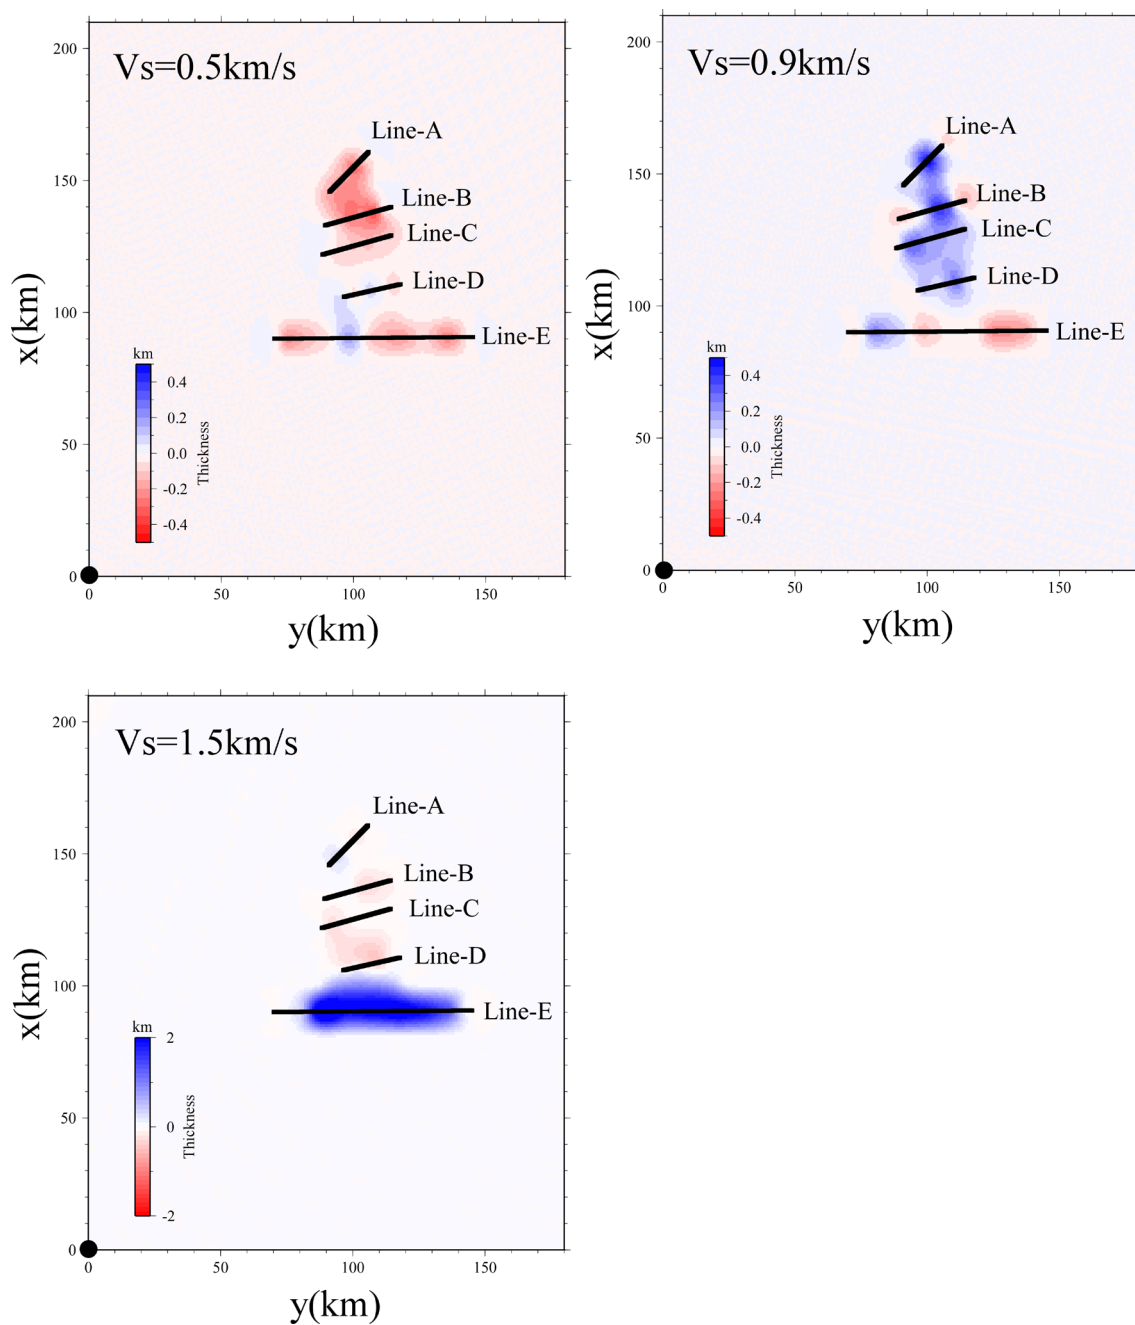 Vs=0.5km/s
200
150
100
50
0
x(km)
Line-A
Line-B
Line-C
Line-D
Line-E
km
0.4
0.2
0.0
-0.2
-0.4
Thickness
0
50
100
150
y(km)
Vs=0.9km/s
200
150
100
50
0
x(km)
Line-A
Line-B
Line-C
Line-D
Line-E
km
0.4
0.2
0.0
-0.2
-0.4
Thickness
0
50
100
150
y(km)
Vs=1.5km/s
200
150
100
50
0
x(km)
Line-A
Line-B
Line-C
Line-D
Line-E
km
2
0
-2
Thickness
0
50
100
150
y(km)